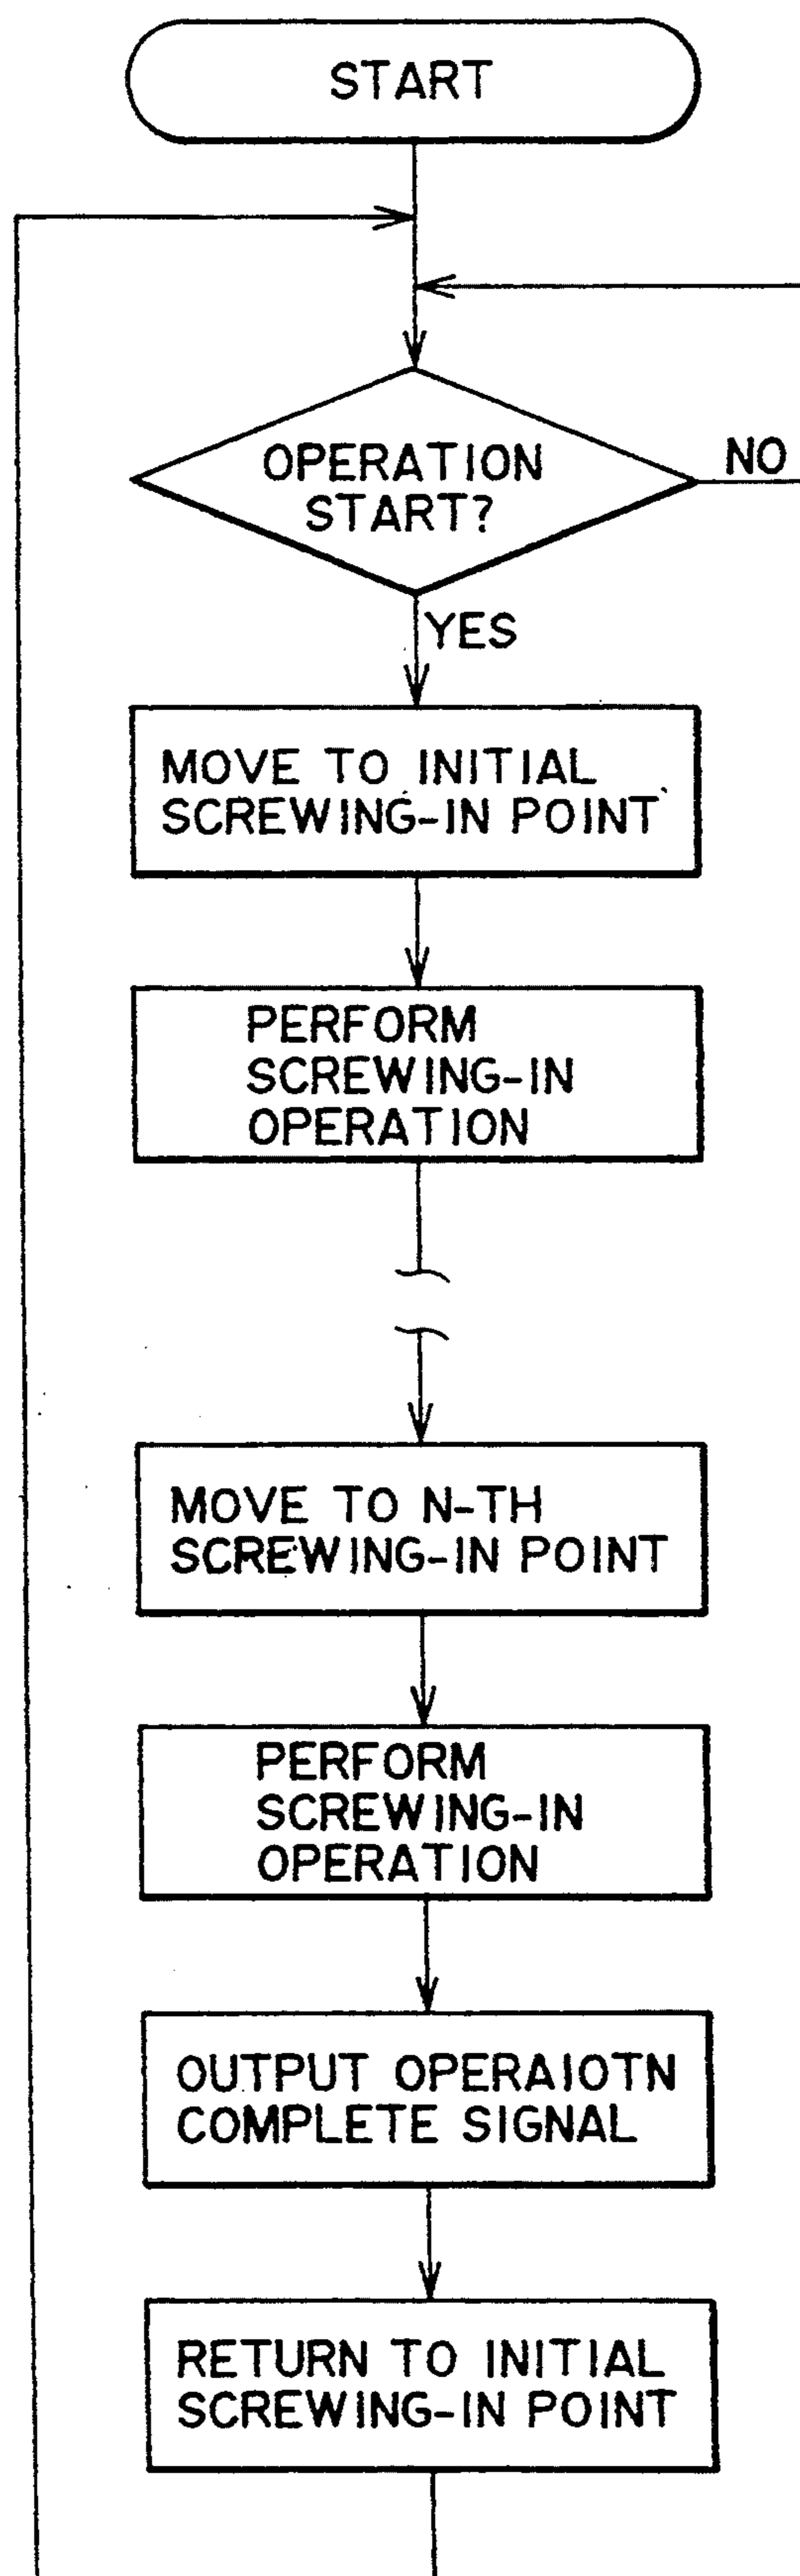 START
OPERATION
START?
NO
YES
MOVE TO INITIAL
SCREWING-IN POINT
PERFORM
SCREWING-IN
OPERATION
MOVE TO N-TH
SCREWING-IN POINT
PERFORM
SCREWING-IN
OPERATION
OUTPUT OPERAIOTN
COMPLETE SIGNAL
RETURN TO INITIAL
SCREWING-IN POINT